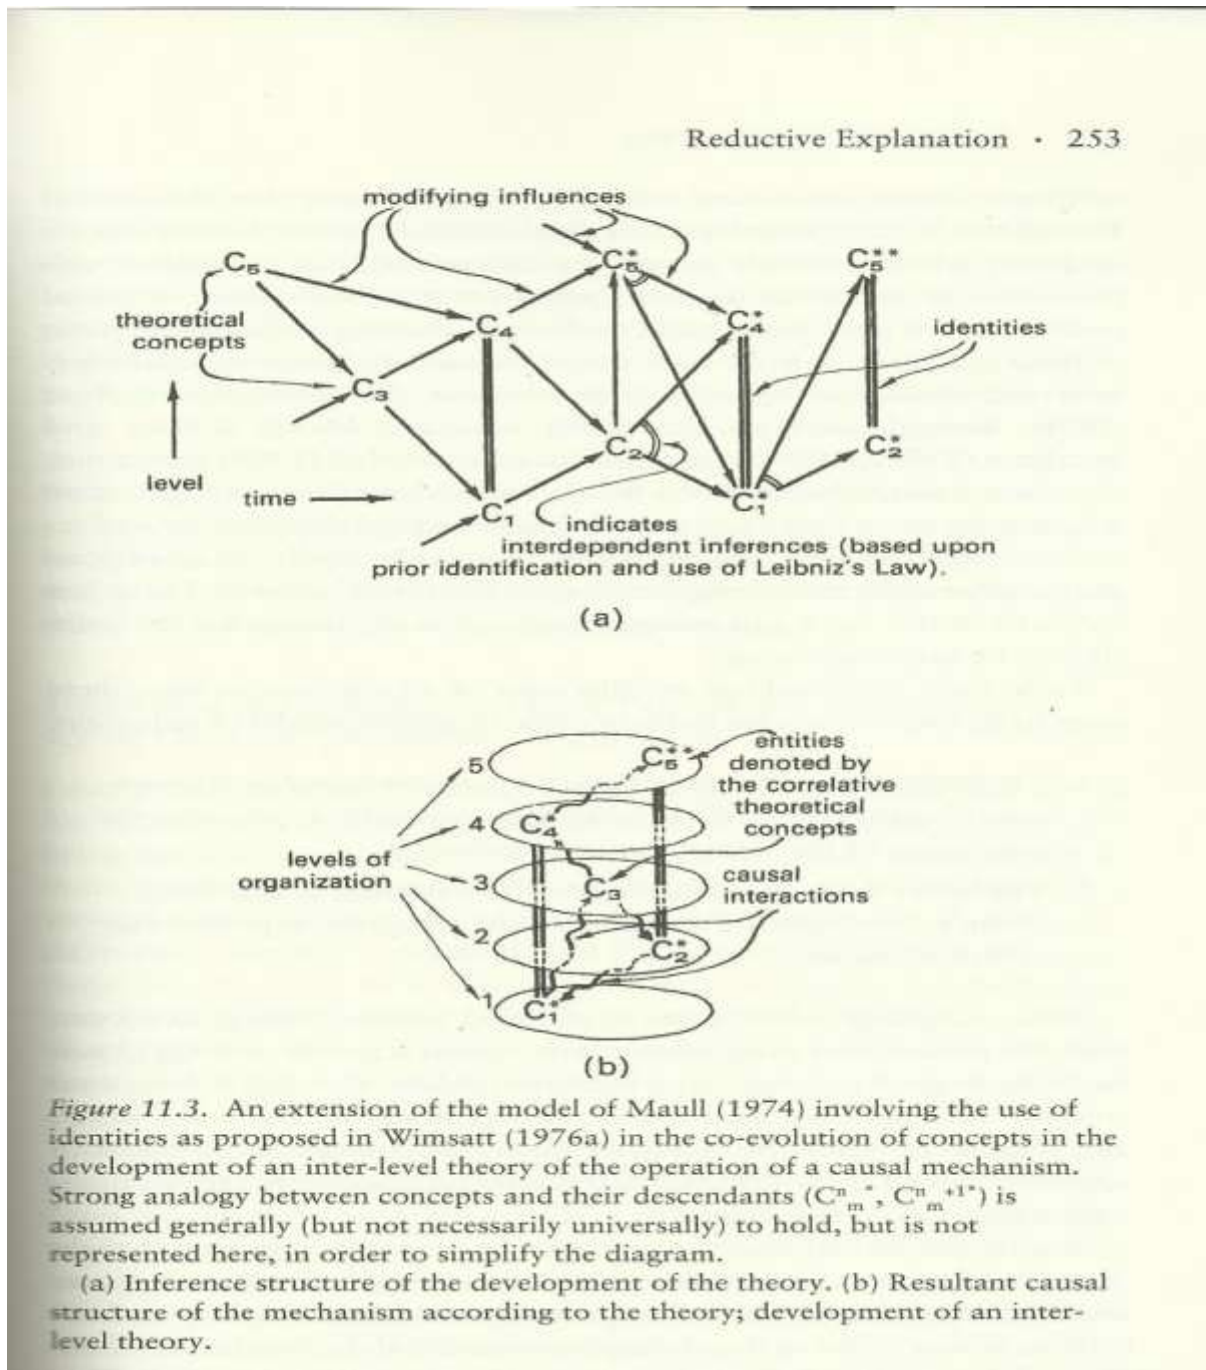 Reductive Explanation · 253
modifying influences
C₅
C₅*
C₅**
theoretical
concepts
C₄
C₄*
identities
C₃
level
C₂
C₂*
time
C₁
C₁*
indicates
interdependent inferences (based upon
prior identification and use of Leibniz's Law).
(a)
5
C₅**
entities
denoted by
the correlative
theoretical
concepts
4
C₄*
levels of
organization
3
C₃
causal
interactions
2
C₂*
1
C₁*
(b)
Figure 11.3. An extension of the model of Maull (1974) involving the use of
identities as proposed in Wimsatt (1976a) in the co-evolution of concepts in the
development of an inter-level theory of the operation of a causal mechanism.
Strong analogy between concepts and their descendants (Cⁿₘ*, Cⁿₘ⁺¹*) is
assumed generally (but not necessarily universally) to hold, but is not
represented here, in order to simplify the diagram.
(a) Inference structure of the development of the theory. (b) Resultant causal
structure of the mechanism according to the theory; development of an inter-
level theory.